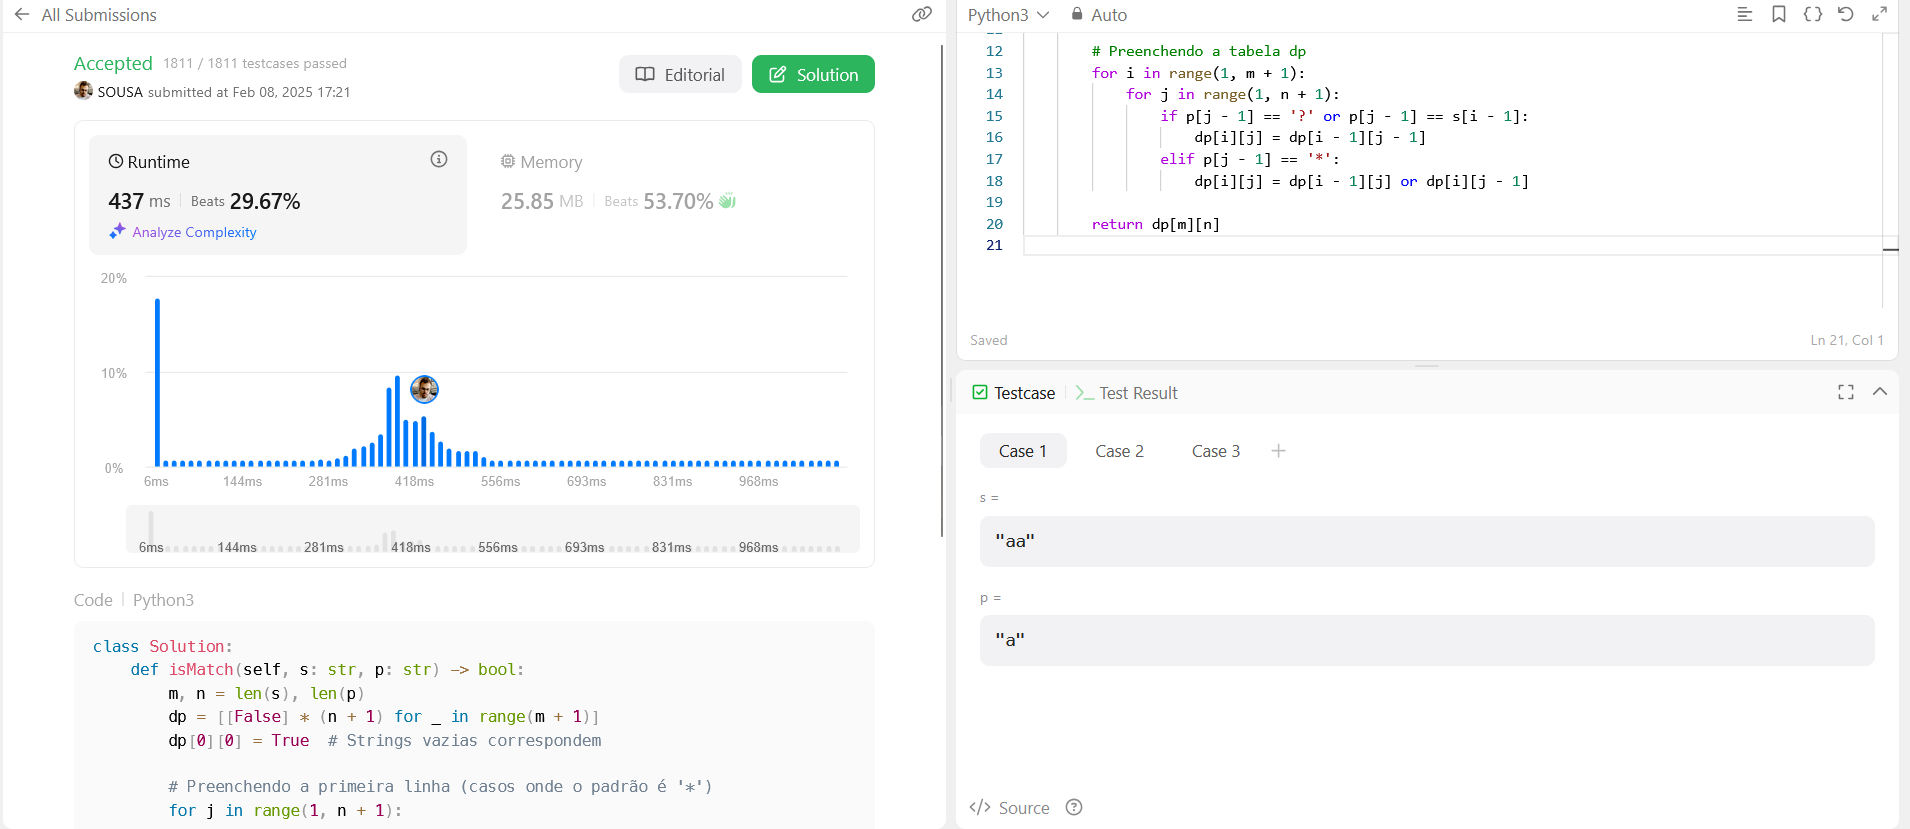 All Submissions
Accepted 1811 / 1811 testcases passed
SOUSA submitted at Feb 08, 2025 17:21
Editorial
Solution
Runtime
437 ms | Beats 29.67%
Analyze Complexity
Memory
25.85 MB | Beats 53.70%
20%
10%
0%
6ms 144ms 281ms 418ms 556ms 693ms 831ms 968ms
6ms 144ms 281ms 418ms 556ms 693ms 831ms 968ms
Code | Python3
class Solution:
    def isMatch(self, s: str, p: str) -> bool:
        m, n = len(s), len(p)
        dp = [[False] * (n + 1) for _ in range(m + 1)]
        dp[0][0] = True  # Strings vazias correspondem
        # Preenchendo a primeira linha (casos onde o padrão é '*')
        for j in range(1, n + 1):
Python3 Auto
12 # Preenchendo a tabela dp
13 for i in range(1, m + 1):
14     for j in range(1, n + 1):
15         if p[j - 1] == '?' or p[j - 1] == s[i - 1]:
16             dp[i][j] = dp[i - 1][j - 1]
17         elif p[j - 1] == '*':
18             dp[i][j] = dp[i - 1][j] or dp[i][j - 1]
19
20 return dp[m][n]
21
Saved
Ln 21, Col 1
Testcase | >_ Test Result
Case 1 Case 2 Case 3 +
s =
"aa"
p =
"a"
</> Source ?